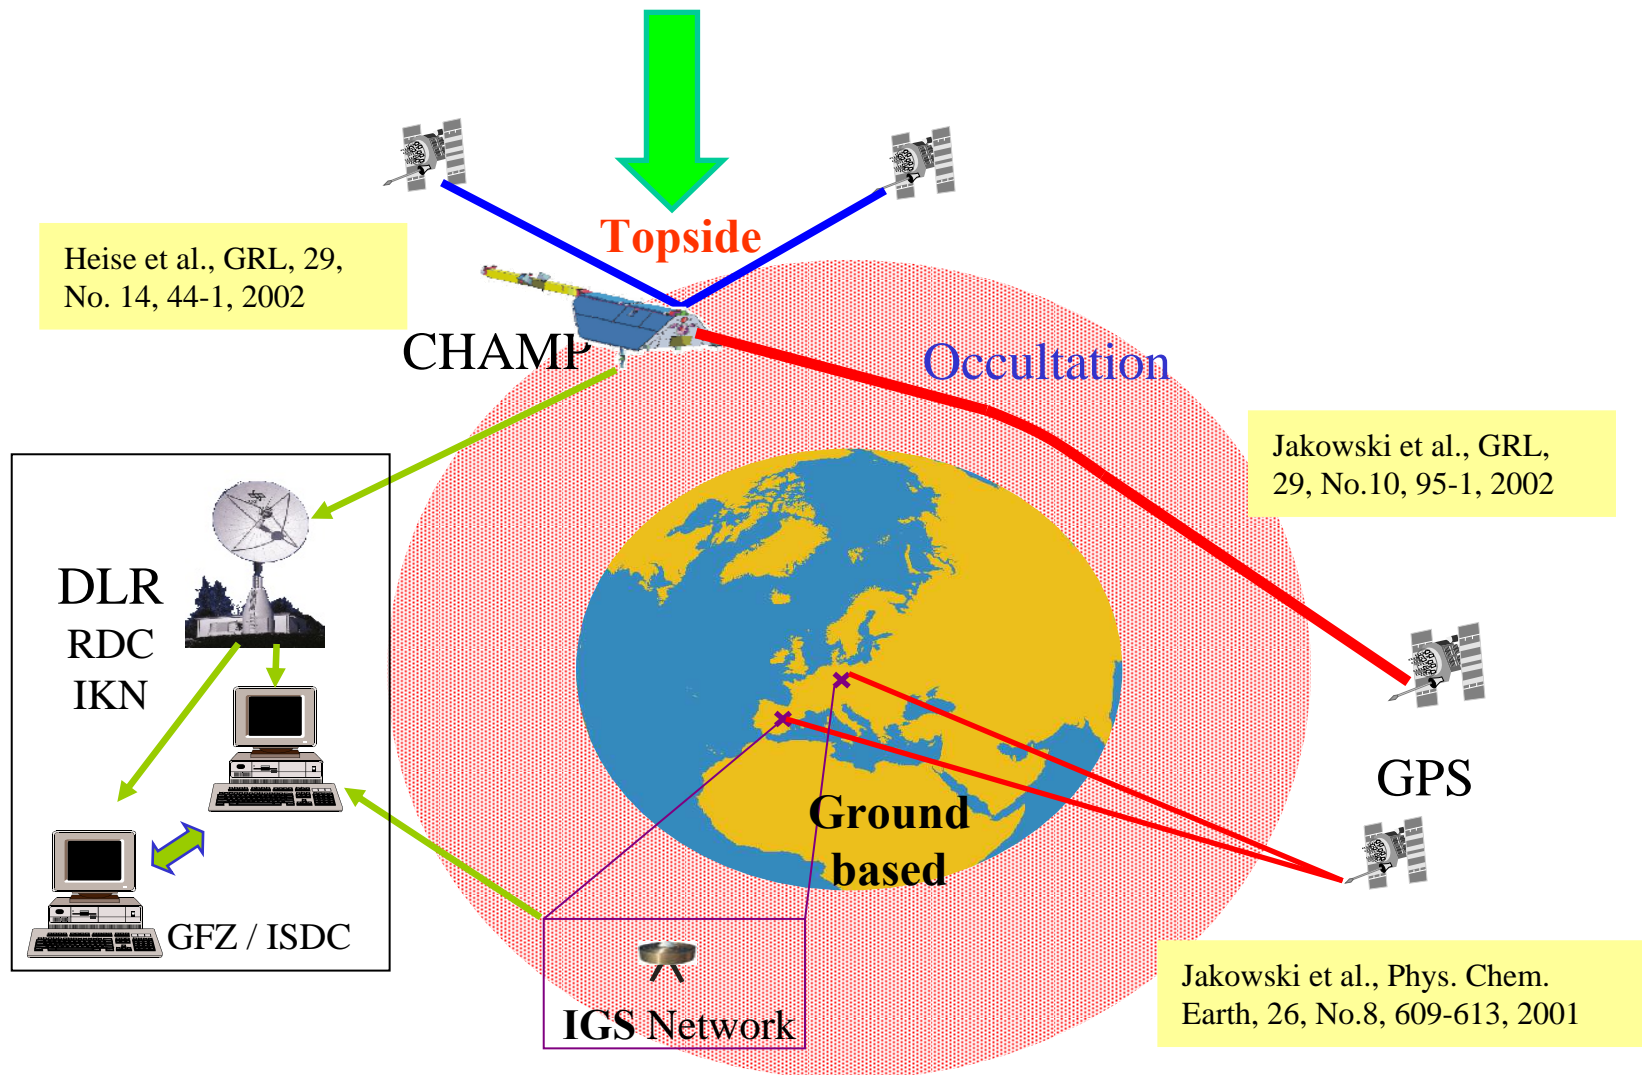 Topside
Heise et al., GRL, 29,
No. 14, 44-1, 2002
CHAMP
Occultation
Jakowski et al., GRL,
29, No.10, 95-1, 2002
DLR
RDC
IKN
GPS
Ground
based
GFZ / ISDC
IGS Network
Jakowski et al., Phys. Chem.
Earth, 26, No.8, 609-613, 2001